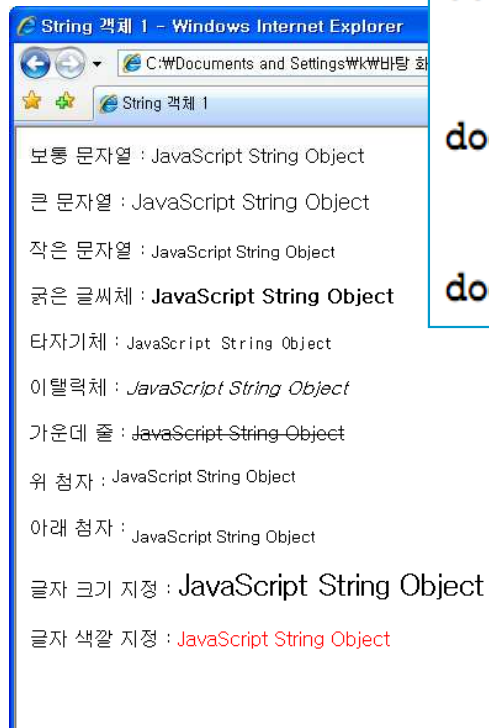 String 객체 1 - Windows Internet Explorer
C:₩Documents and Settings₩k₩바탕 화
String 객체 1
do
do
보통 문자열 : JavaScript String Object
큰 문자열 : JavaScript String Object
작은 문자열 : JavaScript String Object
굵은 글씨체 : JavaScript String Object
타자기체 : JavaScript String Object
이탤릭체 : JavaScript String Object
가운데 줄 : JavaScript String Object
위 첨자 : JavaScript String Object
아래 첨자 : JavaScript String Object
글자 크기 지정 : JavaScript String Object
글자 색깔 지정 : JavaScript String Object